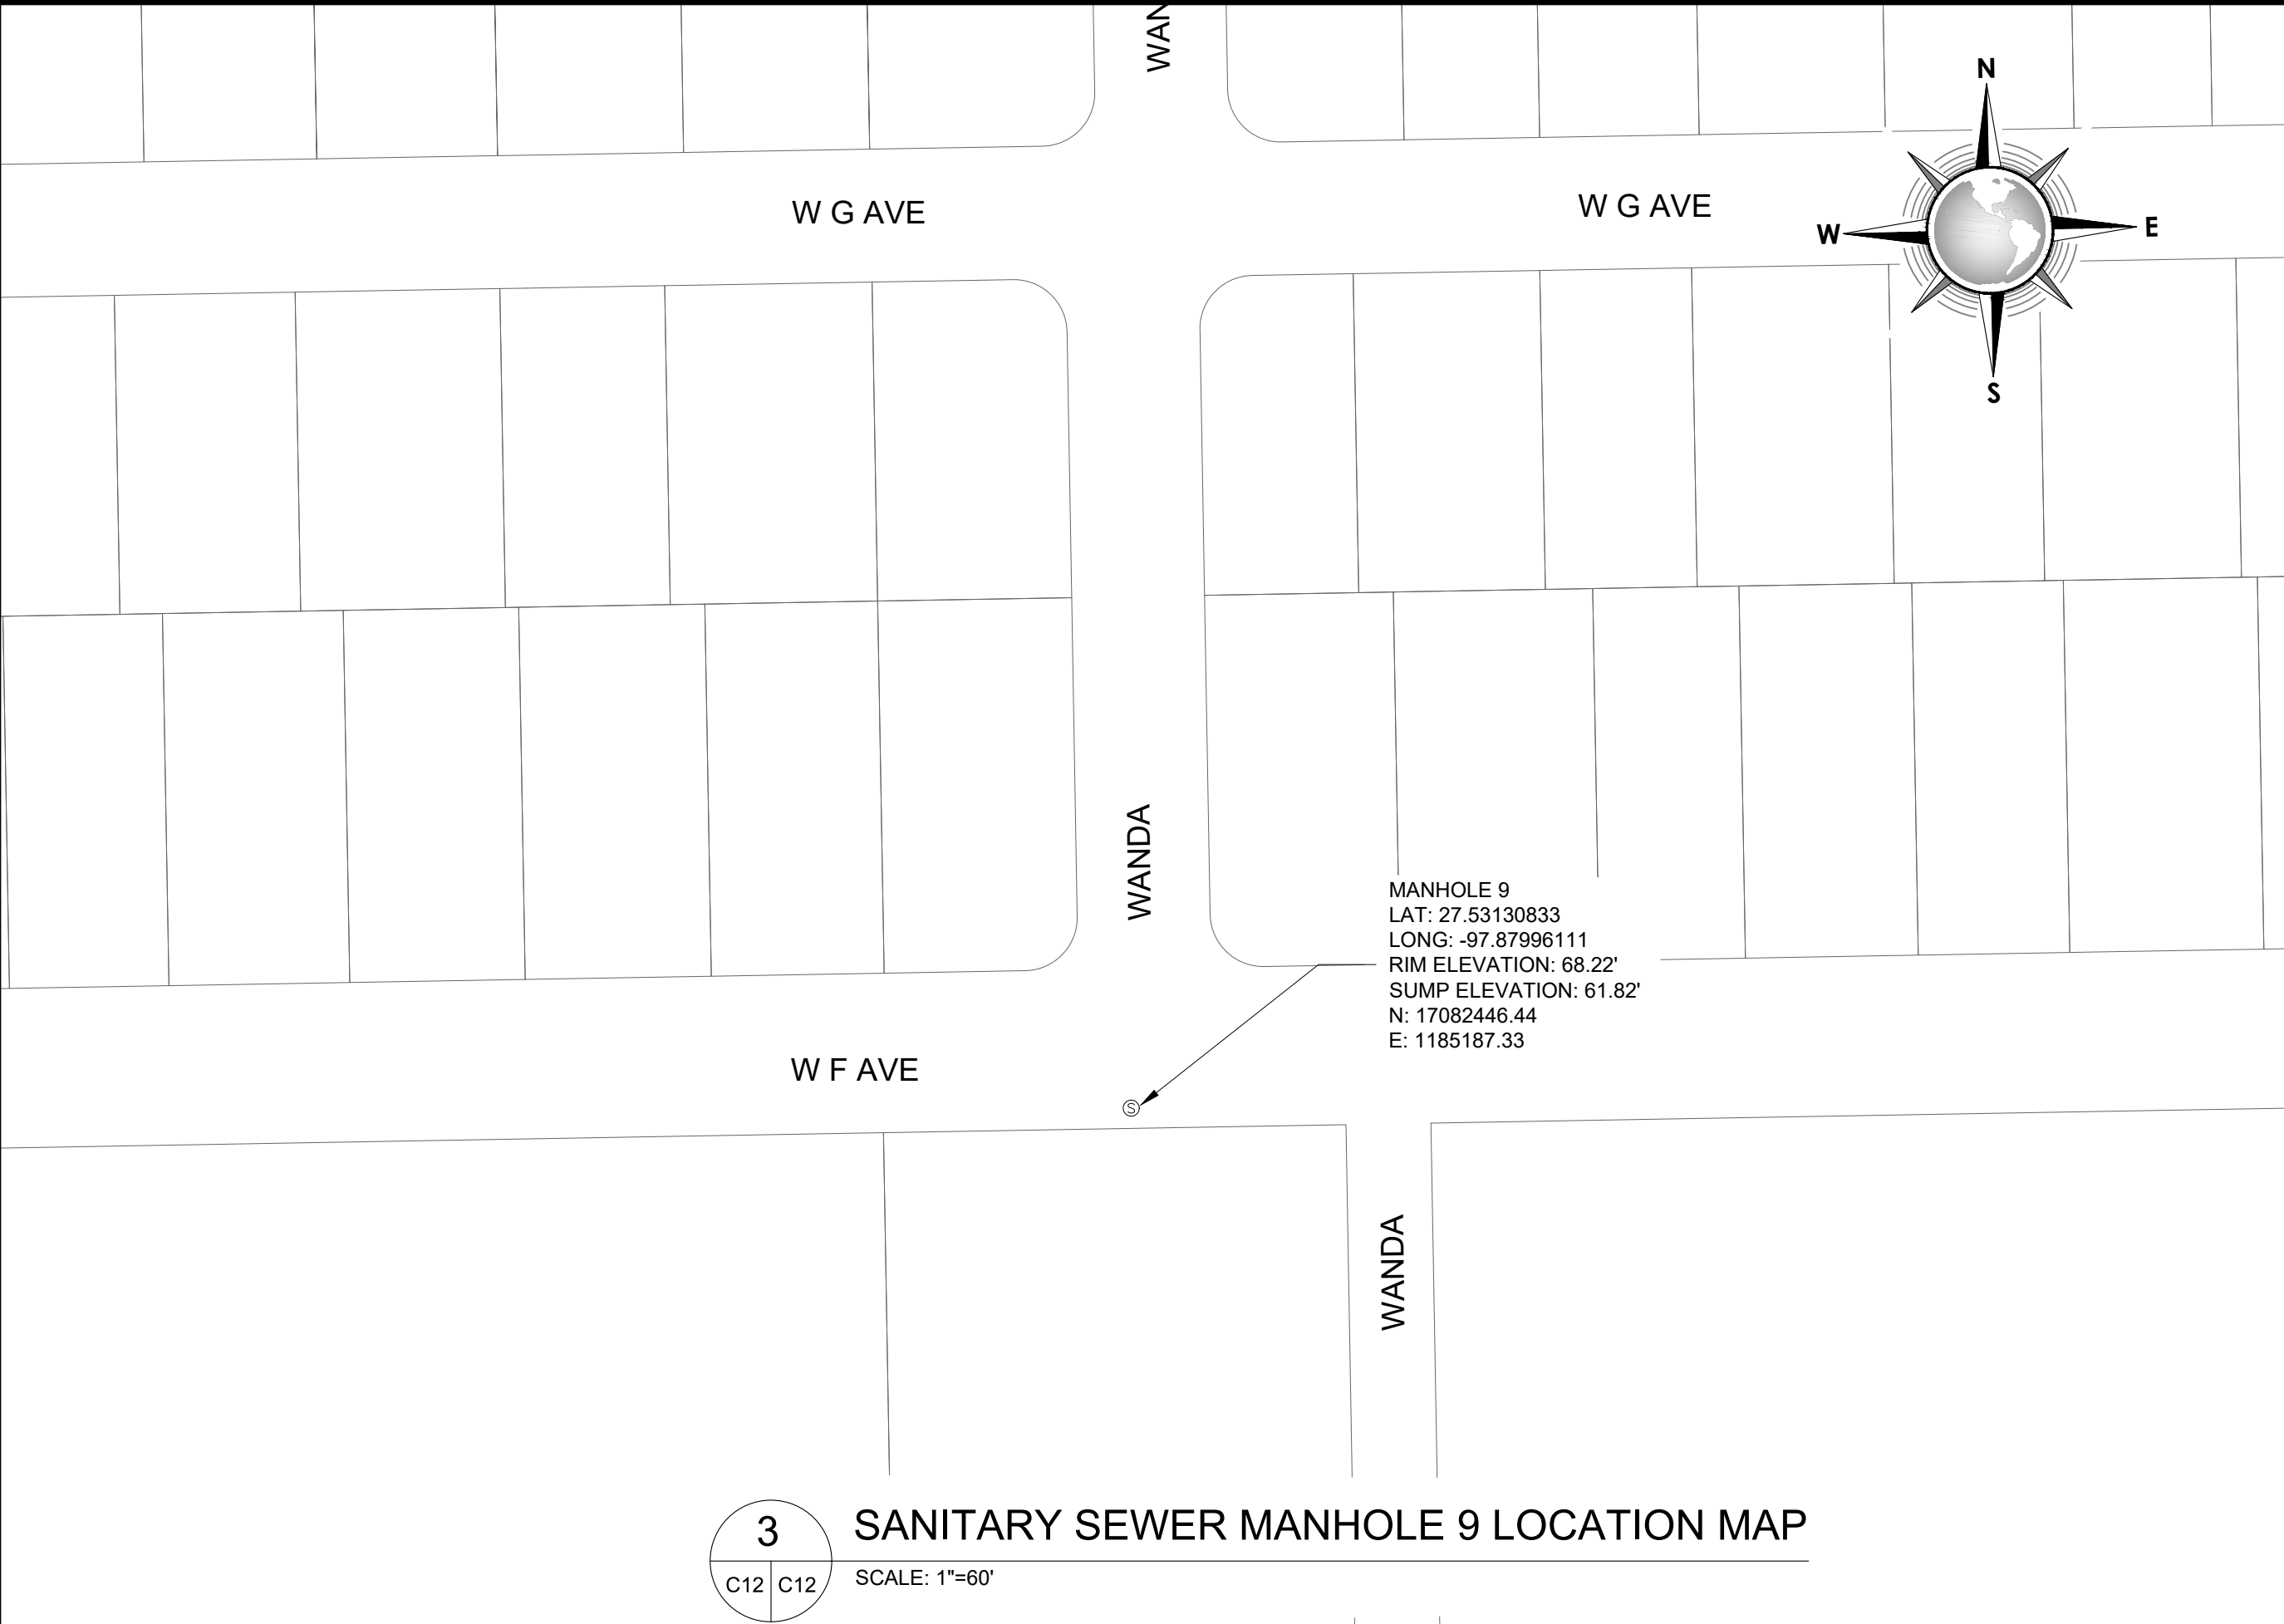 WAN
N
W G AVE
W G AVE
W
E
S
WANDA
MANHOLE 9
LAT: 27.53130833
LONG: -97.87996111
RIM ELEVATION: 68.22'
SUMP ELEVATION: 61.82'
N: 17082446.44
E: 1185187.33
W F AVE
S
WANDA
3
C12 C12
SANITARY SEWER MANHOLE 9 LOCATION MAP
SCALE: 1"=60'